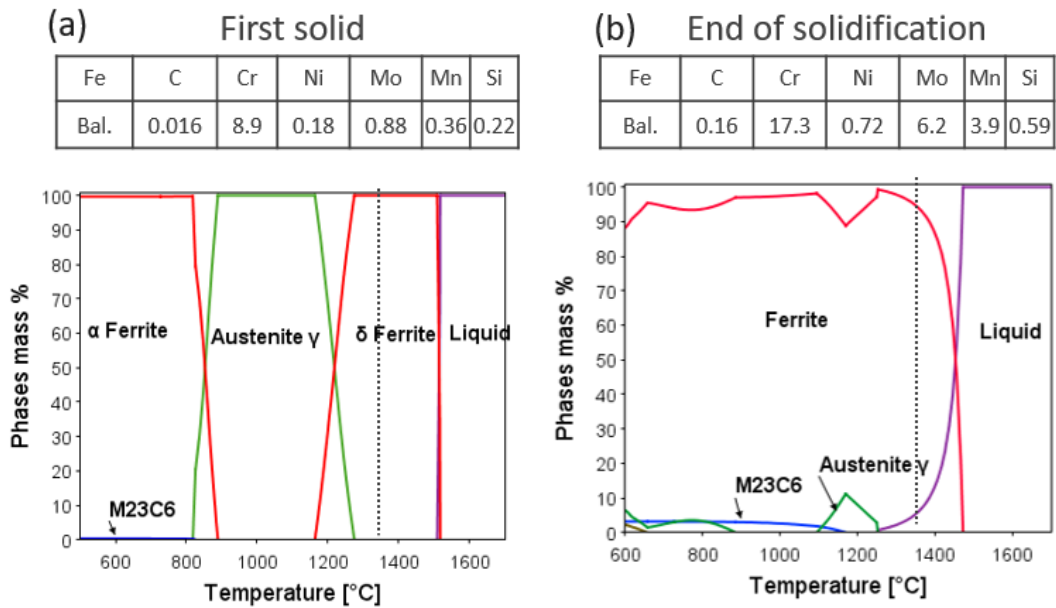 (a) First solid
Fe C Cr Ni Mo Mn Si
Bal. 0.016 8.9 0.18 0.88 0.36 0.22
100
90
80
70
60
50
40
30
20
10
0
Phases mass %
α Ferrite
Austenite γ
δ Ferrite
Liquid
M23C6
600 800 1000 1200 1400 1600
Temperature [°C]
(b) End of solidification
Fe C Cr Ni Mo Mn Si
Bal. 0.16 17.3 0.72 6.2 3.9 0.59
100
90
80
70
60
50
40
30
20
10
0
Phases mass %
Ferrite
Liquid
Austenite γ
M23C6
600 800 1000 1200 1400 1600
Temperature [°C]